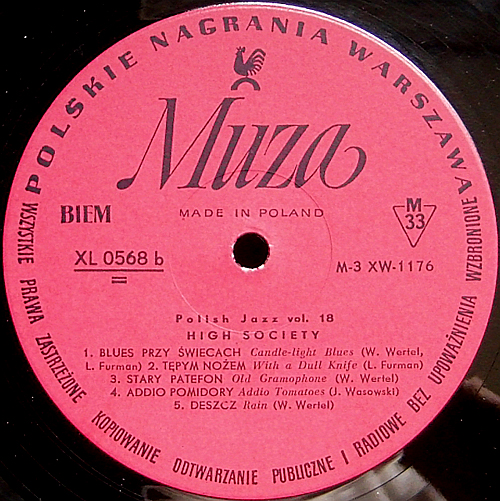 POLSKIE NAGRANIA WARSZAWA
Muza
MADE IN POLAND
BIEM
M
33
XL 0568 b
M-3 XW-1176
Polish Jazz vol. 18
HIGH SOCIETY
1. BLUES PRZY ŚWIECACH Candle-light Blues (W. Wertel,
L. Furman) 2. TĘPYM NOŻEM With a Dull Knife (L. Furman)
3. STARY PATEFON Old Gramophone (W. Wertel)
4. ADDIO POMIDORY Addio Tomatoes (J. Wasowski)
5. DESZCZ Rain (W. Wertel)
WSZYSTKIE PRAWA ZASTRZEŻONE KOPIOWANIE ODTWARZANIE PUBLICZNE I RADIOWE BEZ UPOWAŻNIENIA WZBRONIONE